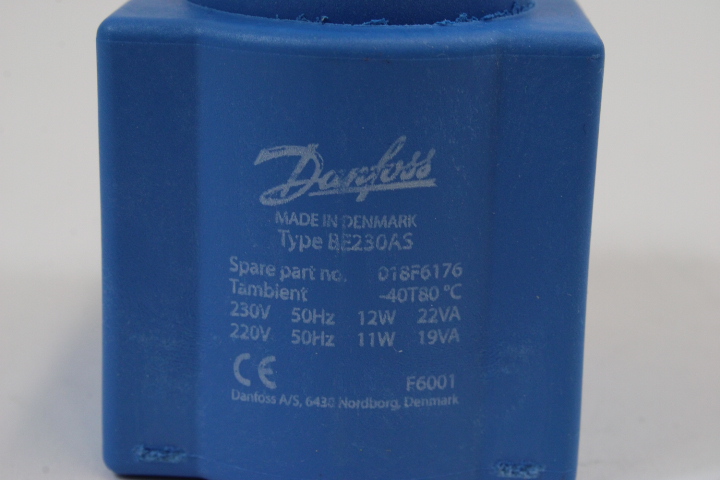 Danfoss
MADE IN DENMARK
Type BE230AS
Spare part no. 018F6176
Tambient -40T80 °C
230V 50Hz 12W 22VA
220V 50Hz 11W 19VA
CE F6001
Danfoss A/S, 6430 Nordborg, Denmark